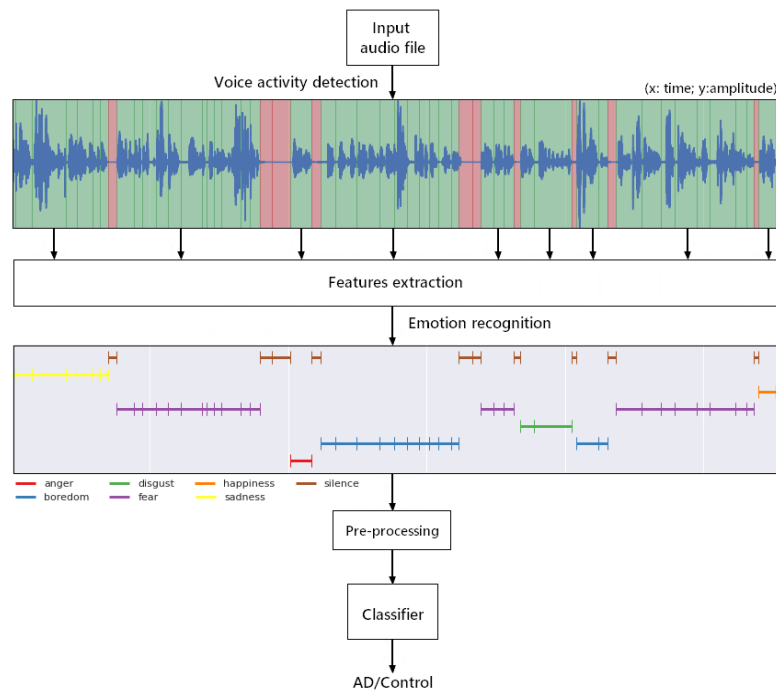 Input
audio file
Voice activity detection
(x: time; y:amplitude)
Features extraction
Emotion recognition
anger
disgust
happiness
silence
boredom
fear
sadness
Pre-processing
Classifier
AD/Control